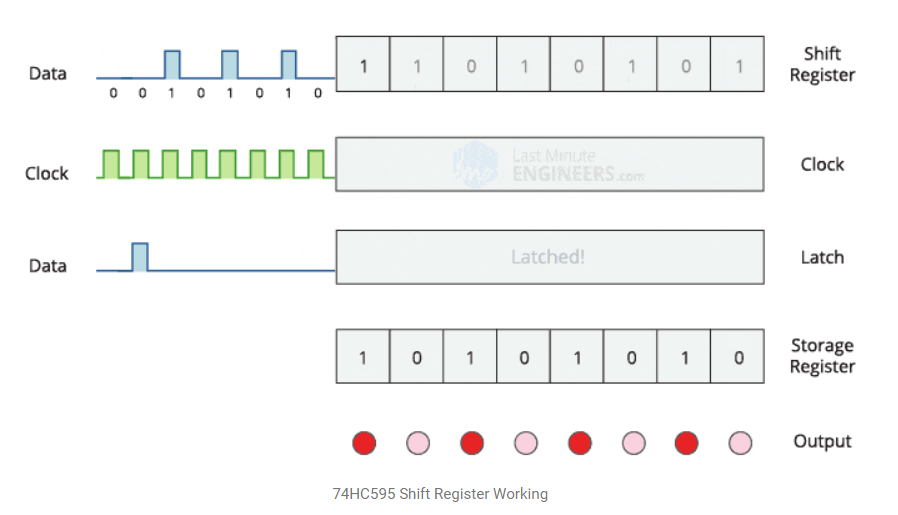 Data
0 0 1 0 1 0 1 0
1 1 0 1 0 1 0 1
Shift
Register
Clock
Last Minute
ENGINEERS.com
Clock
Data
Latched!
Latch
1 0 1 0 1 0 1 0
Storage
Register
Output
74HC595 Shift Register Working